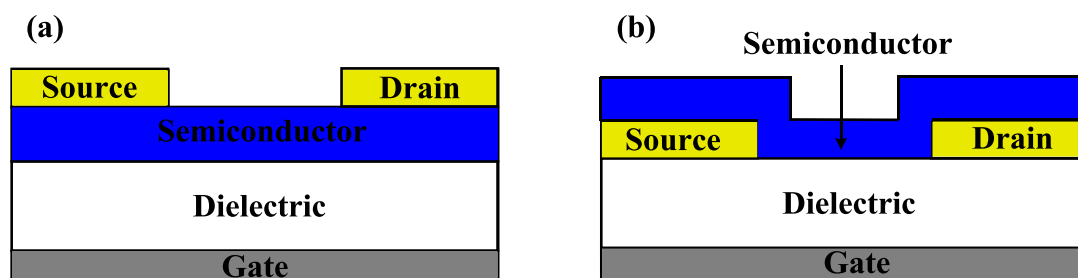 (a)
Source
Drain
Semiconductor
Dielectric
Gate
(b)
Semiconductor
Source
Drain
Dielectric
Gate